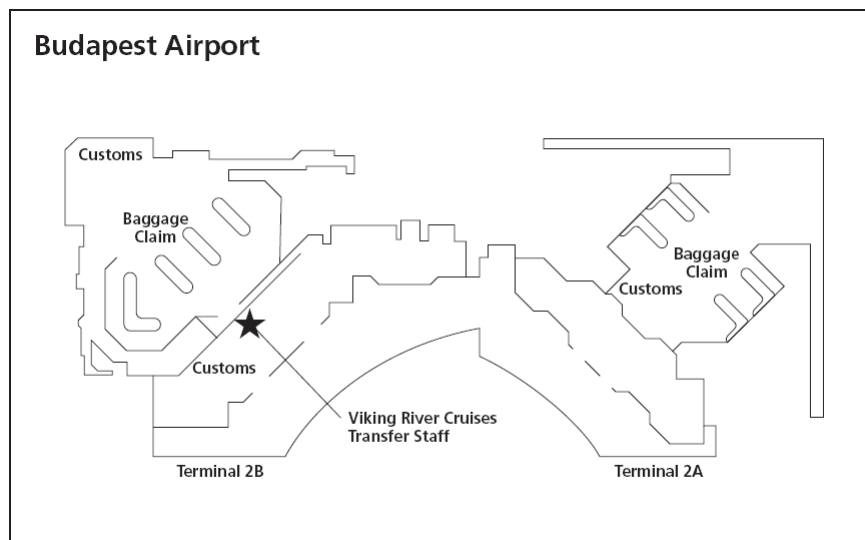 Budapest Airport
Customs
Baggage
Claim
Baggage
Claim
Customs
Customs
Viking River Cruises
Transfer Staff
Terminal 2B
Terminal 2A